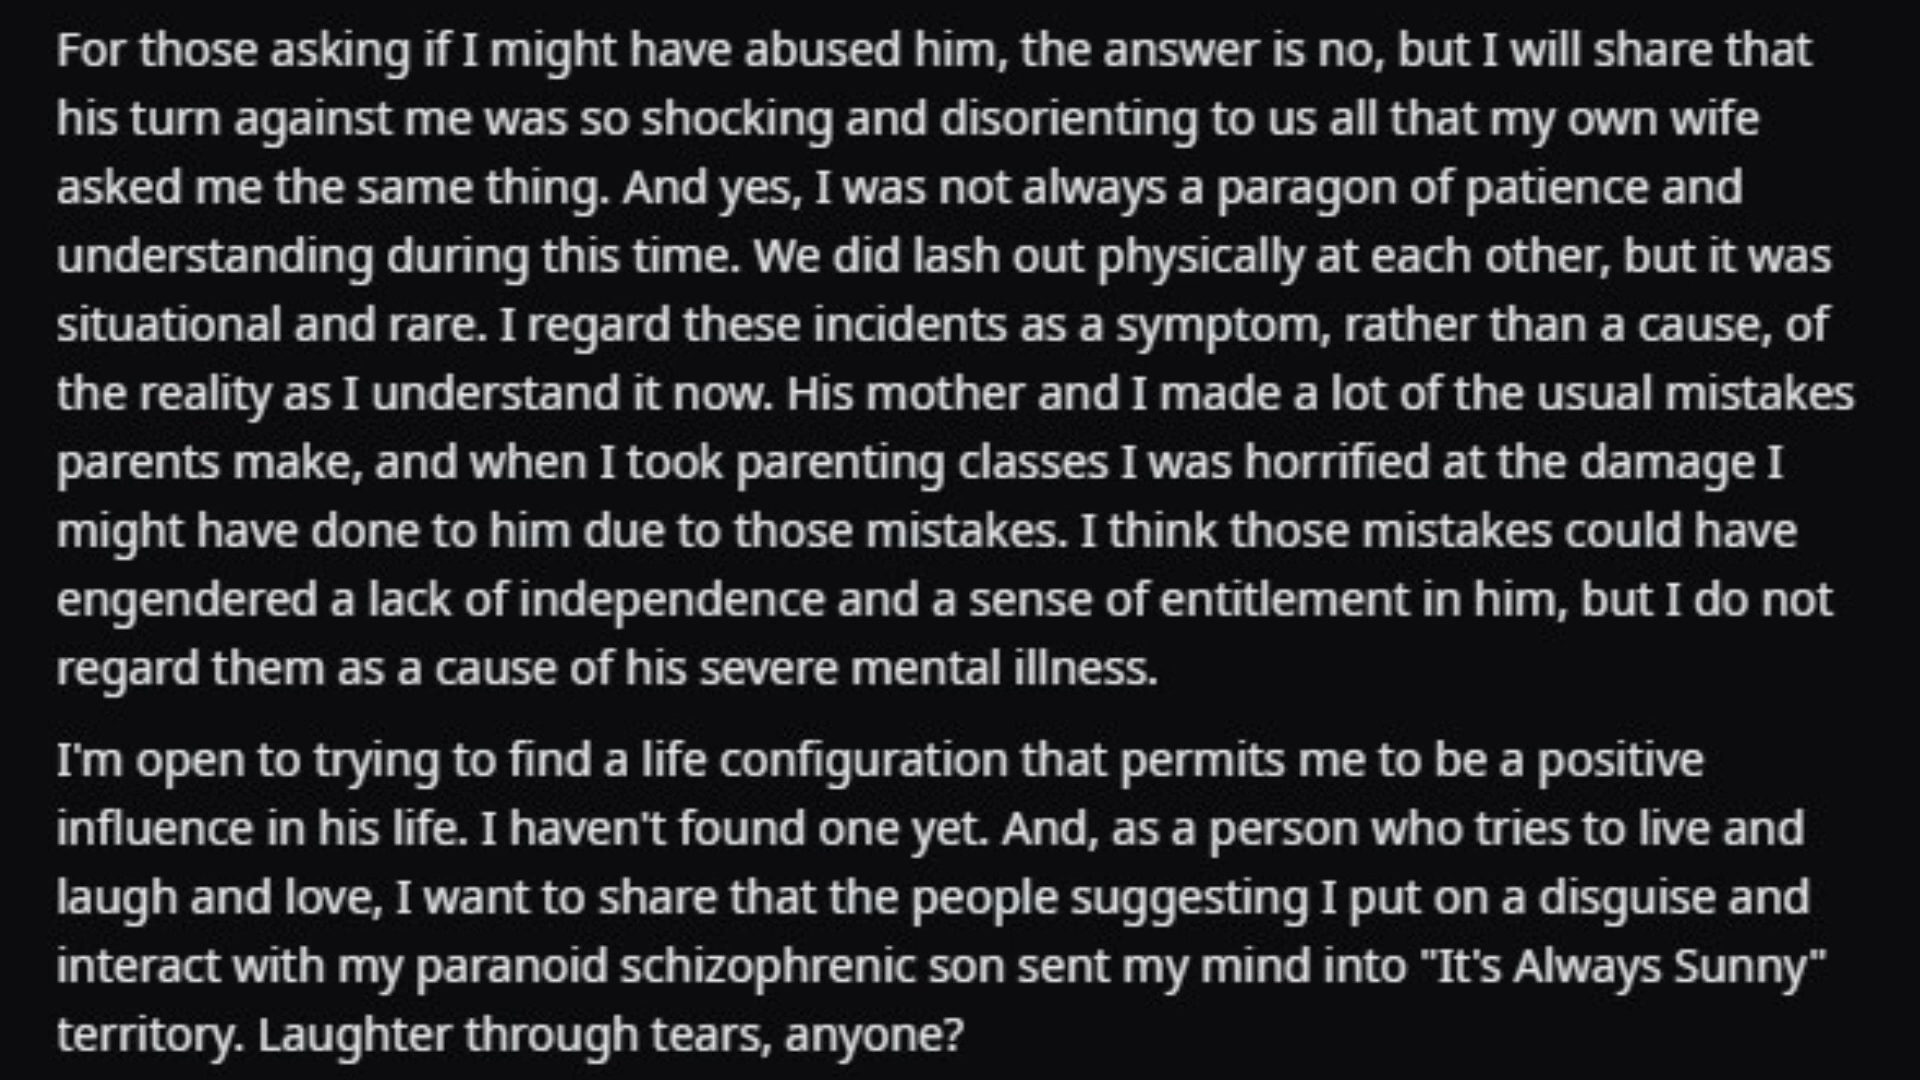 For those asking if I might have abused him, the answer is no, but I will share that
his turn against me was so shocking and disorienting to us all that my own wife
asked me the same thing. And yes, I was not always a paragon of patience and
understanding during this time. We did lash out physically at each other, but it was
situational and rare. I regard these incidents as a symptom, rather than a cause, of
the reality as I understand it now. His mother and I made a lot of the usual mistakes
parents make, and when I took parenting classes I was horrified at the damage I
might have done to him due to those mistakes. I think those mistakes could have
engendered a lack of independence and a sense of entitlement in him, but I do not
regard them as a cause of his severe mental illness.
I'm open to trying to find a life configuration that permits me to be a positive
influence in his life. I haven't found one yet. And, as a person who tries to live and
laugh and love, I want to share that the people suggesting I put on a disguise and
interact with my paranoid schizophrenic son sent my mind into "It's Always Sunny"
territory. Laughter through tears, anyone?